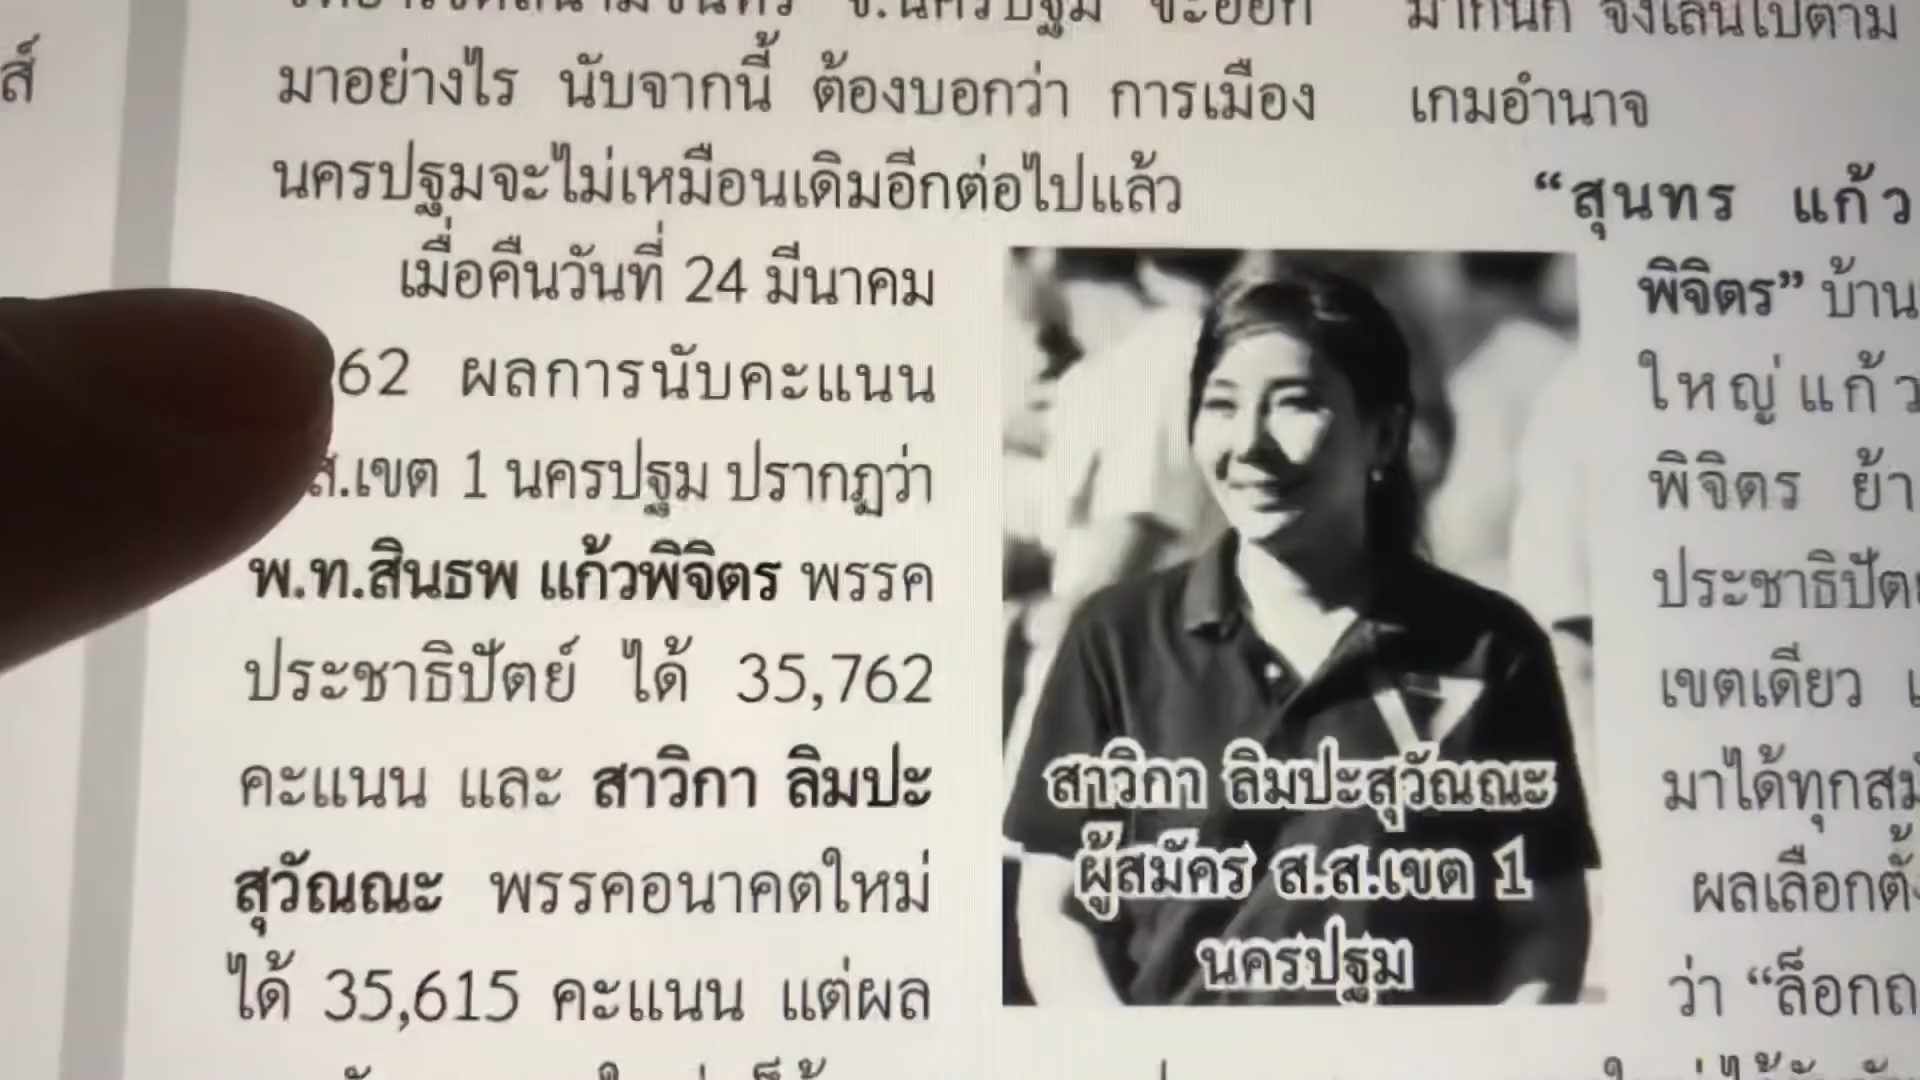 ส์
มาอย่างไร นับจากนี้ ต้องบอกว่า การเมือง
นครปฐมจะไม่เหมือนเดิมอีกต่อไปแล้ว
เมื่อคืนวันที่ 24 มีนาคม
62 ผลการนับคะแนน
ส.เขต 1 นครปฐม ปรากฏว่า
พ.ท.สินธพ แก้วพิจิตร พรรค
ประชาธิปัตย์ ได้ 35,762
คะแนน และ สาวิกา ลิมปะ
สุวัณณะ พรรคอนาคตใหม่
ได้ 35,615 คะแนน แต่ผล
สาวิกา ลิมปะสุวัณณะ
ผู้สมัคร ส.ส.เขต 1
นครปฐม
จึงเล่นไปตาม
เกมอำนาจ
“สุนทร แก้ว
พิจิตร” บ้าน
ใหญ่แก้ว
พิจิตร ย้า
ประชาธิปัต
เขตเดียว
มาได้ทุกสมั
ผลเลือกตั้ง
ว่า “ล็อกถ